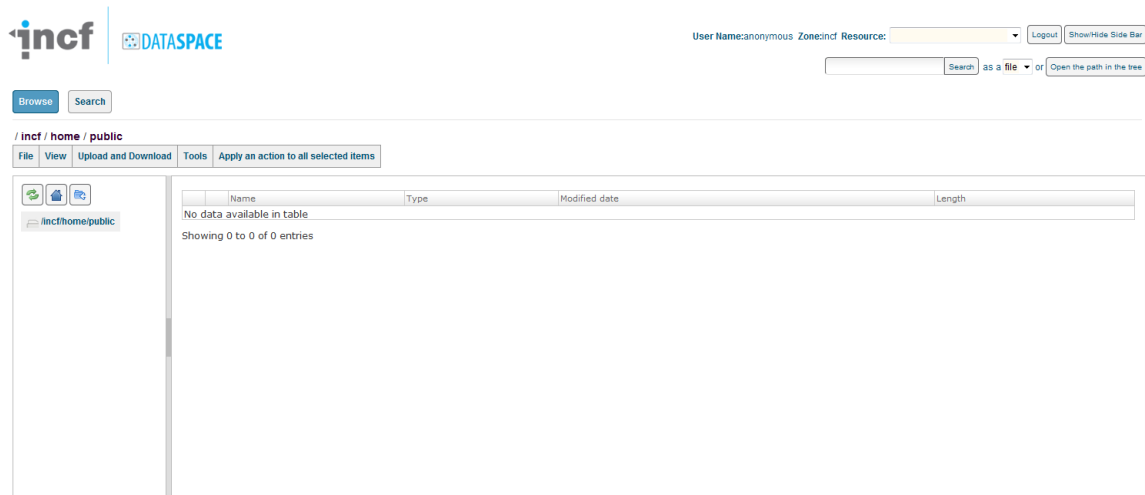 incf DATASPACE
User Name:anonymous Zone:incf Resource: Logout Show/Hide Side Bar
Search as a file or Open the path in the tree
Browse Search
/ incf / home / public
File View Upload and Download Tools Apply an action to all selected items
Name Type Modified date Length
/incf/home/public No data available in table
Showing 0 to 0 of 0 entries